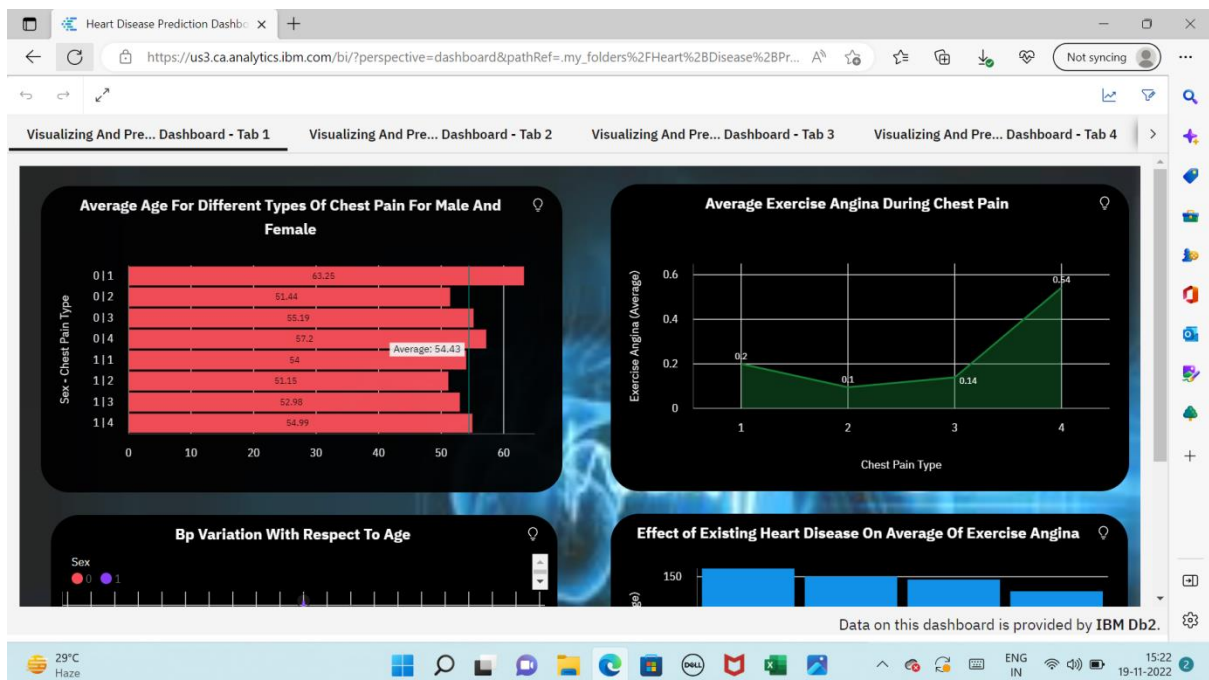 Heart Disease Prediction Dashbo
https://us3.ca.analytics.ibm.com/bi/?perspective=dashboard&pathRef=.my_folders%2FHeart%2BDisease%2BPr...
Not syncing
Visualizing And Pre... Dashboard - Tab 1
Visualizing And Pre... Dashboard - Tab 2
Visualizing And Pre... Dashboard - Tab 3
Visualizing And Pre... Dashboard - Tab 4
Average Age For Different Types Of Chest Pain For Male And
Female
Sex - Chest Pain Type
0|1
63.25
0|2
51.44
0|3
55.19
0|4
57.2
Average: 54.43
1|1
54
1|2
51.15
1|3
52.98
1|4
54.99
0 10 20 30 40 50 60
Average Exercise Angina During Chest Pain
Exercise Angina (Average)
0.6
0.4
0.2
0
0.2
0.1
0.14
0.54
1 2 3 4
Chest Pain Type
Bp Variation With Respect To Age
Sex
0 1
Effect of Existing Heart Disease On Average Of Exercise Angina
150
Data on this dashboard is provided by IBM Db2.
29°C
Haze
DELL
ENG
IN
15:22
19-11-2022
2